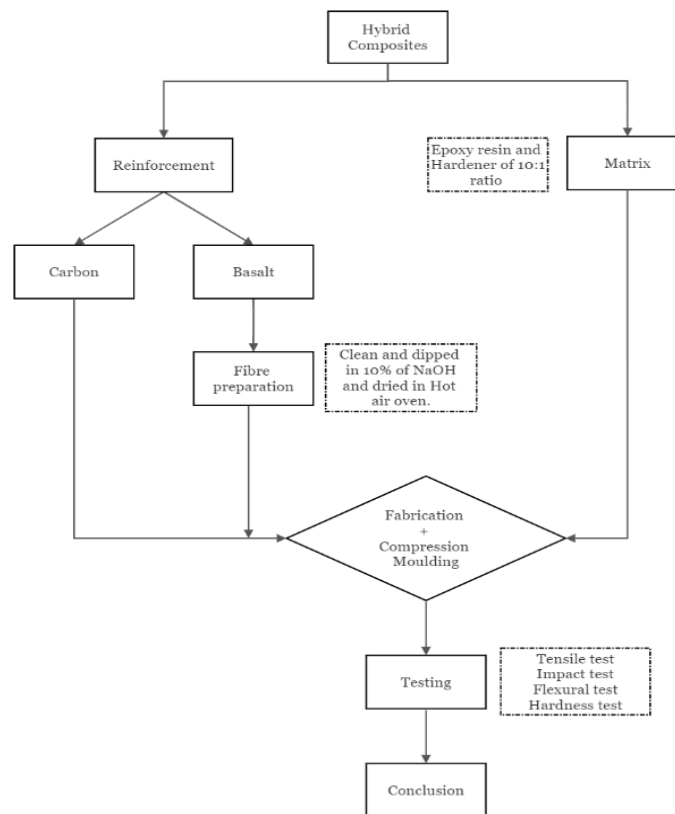 Hybrid
Composites
Reinforcement
Epoxy resin and
Hardener of 10:1
ratio
Matrix
Carbon
Basalt
Fibre
preparation
Clean and dipped
in 10% of NaOH
and dried in Hot
air oven.
Fabrication
+
Compression
Moulding
Testing
Tensile test
Impact test
Flexural test
Hardness test
Conclusion